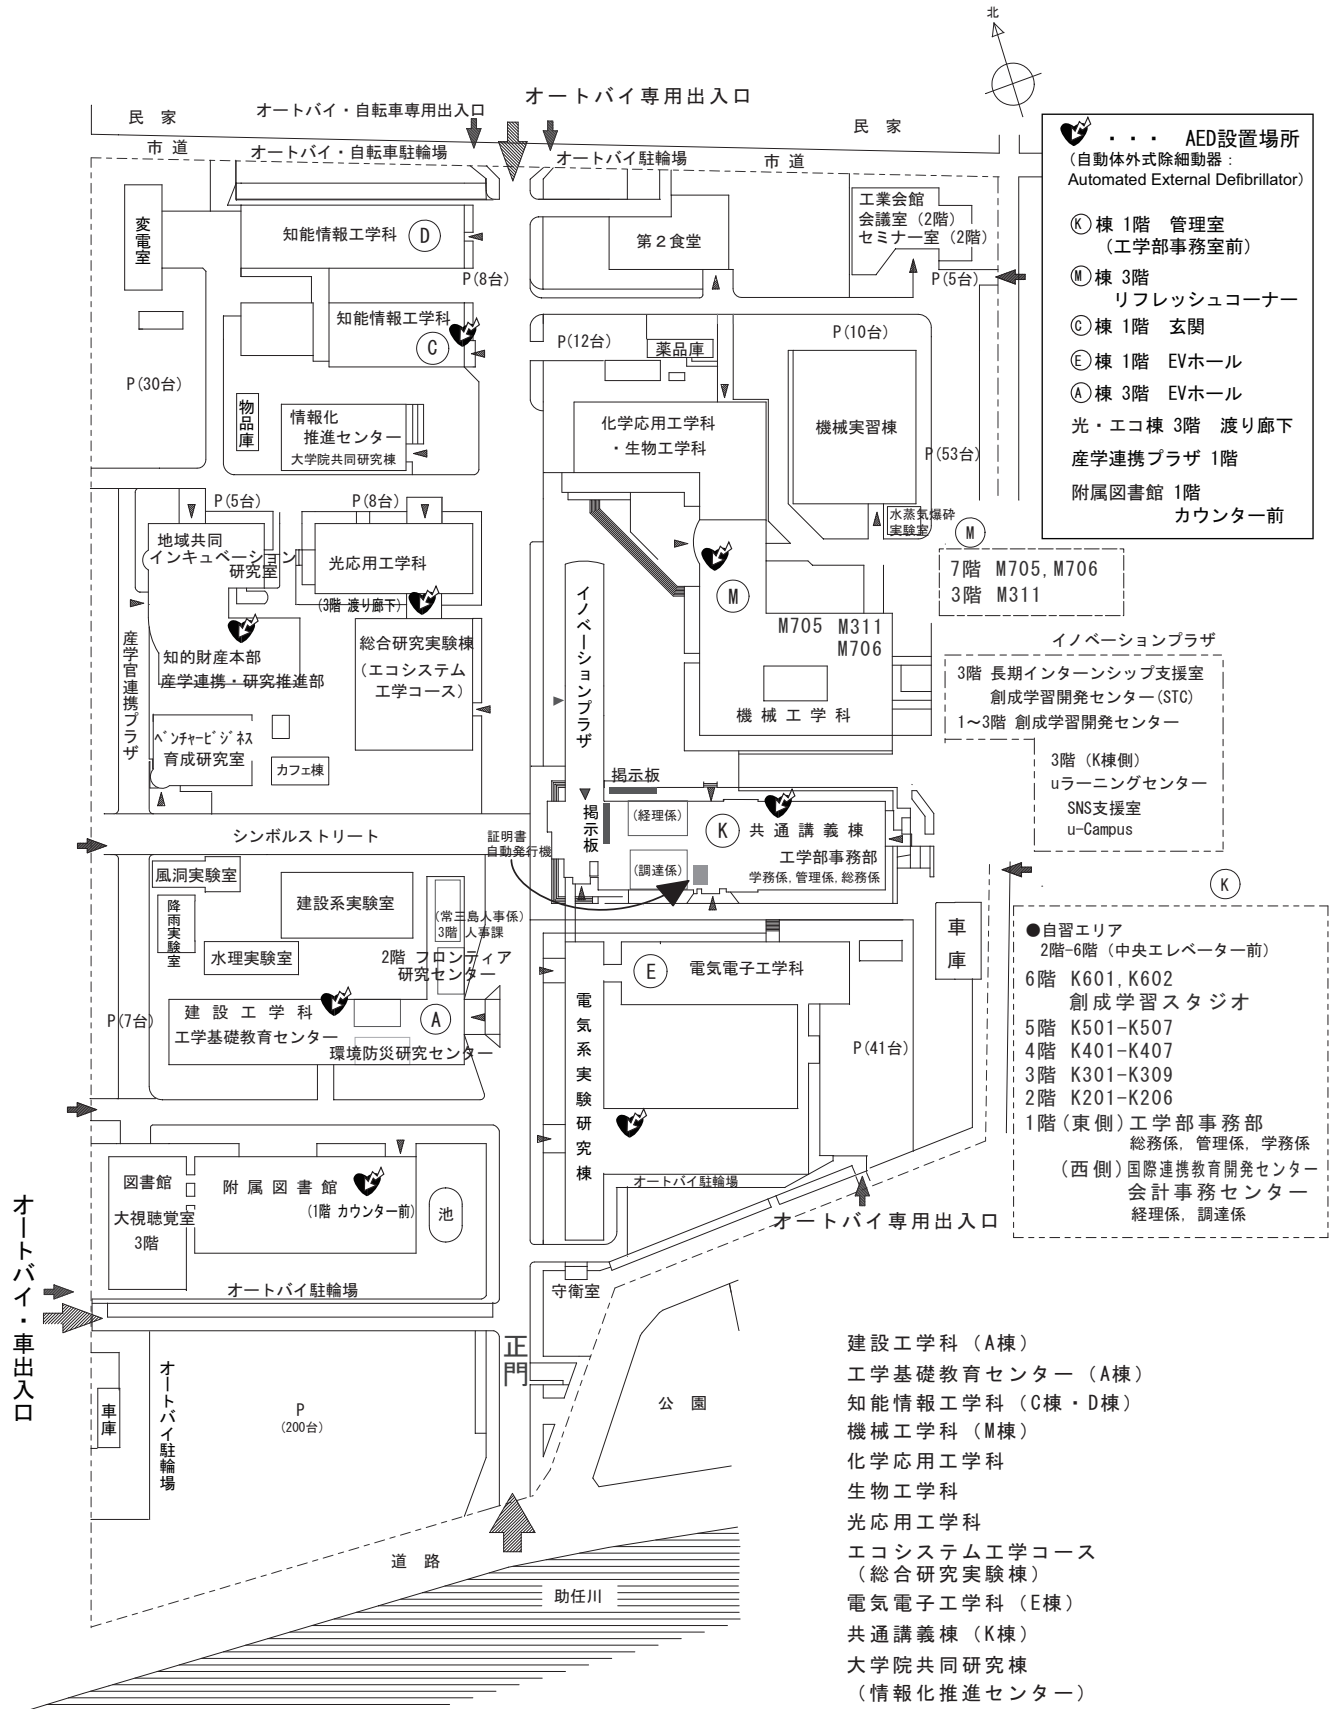 北
オートバイ専用出入口
オートバイ・自転車専用出入口
民 家
民 家
市 道
オートバイ・自転車駐輪場
オートバイ駐輪場
市 道
・・・ AED設置場所
(自動体外式除細動器：
Automated External Defibrillator)
Ⓚ棟 1階 管理室
(工学部事務室前)
Ⓜ棟 3階
リフレッシュコーナー
Ⓒ棟 1階 玄関
Ⓔ棟 1階 EVホール
Ⓐ棟 3階 EVホール
光・エコ棟 3階 渡り廊下
産学連携プラザ 1階
附属図書館 1階
カウンター前
変電室
知能情報工学科 Ⓓ
第２食堂
工業会館
会議室（2階）
セミナー室（2階）
P(8台)
P(5台)
知能情報工学科
Ⓒ
P(12台)
薬品庫
P(10台)
P(30台)
物品庫
情報化
推進センター
大学院共同研究棟
化学応用工学科
・生物工学科
機械実習棟
P(53台)
P(5台)
P(8台)
水蒸気爆砕
実験室
地域共同
インキュベーション
研究室
光応用工学科
(3階 渡り廊下)
Ⓜ
Ⓜ
7階 M705,M706
3階 M311
イノベーションプラザ
M705 M311
M706
機械工学科
産学官連携プラザ
知的財産本部
産学連携・研究推進部
総合研究実験棟
(エコシステム
工学コース)
イノベーションプラザ
3階 長期インターンシップ支援室
創成学習開発センター(STC)
1～3階 創成学習開発センター
3階（K棟側）
uラーニングセンター
SNS支援室
u-Campus
ﾍﾞﾝﾁｬｰﾋﾞｼﾞﾈｽ
育成研究室
カフェ棟
掲示板
掲示板
(経理係)
Ⓚ 共通講義棟
工学部事務部
学務係,管理係,総務係
(調達係)
シンボルストリート
証明書
自動発行機
風洞実験室
降雨実験室
建設系実験室
水理実験室
(常三島人事係)
3階 人事課
2階 フロンティア
研究センター
建設工学科
工学基礎教育センター
Ⓐ
環境防災研究センター
P(7台)
Ⓔ 電気電子工学科
車庫
電気系実験研究棟
P(41台)
Ⓚ
●自習エリア
2階-6階（中央エレベーター前）
6階 K601,K602
創成学習スタジオ
5階 K501-K507
4階 K401-K407
3階 K301-K309
2階 K201-K206
1階(東側)工学部事務部
総務係, 管理係, 学務係
(西側)国際連携教育開発センター
会計事務センター
経理係, 調達係
図書館
大視聴覚室
3階
附属図書館
(1階 カウンター前)
池
オートバイ駐輪場
オートバイ専用出入口
オートバイ駐輪場
守衛室
オートバイ・車出入口
正門
車庫
オートバイ駐輪場
P
(200台)
公 園
道 路
助任川
建設工学科（A棟）
工学基礎教育センター（A棟）
知能情報工学科（C棟・D棟）
機械工学科（M棟）
化学応用工学科
生物工学科
光応用工学科
エコシステム工学コース
（総合研究実験棟）
電気電子工学科（E棟）
共通講義棟（K棟）
大学院共同研究棟
（情報化推進センター）